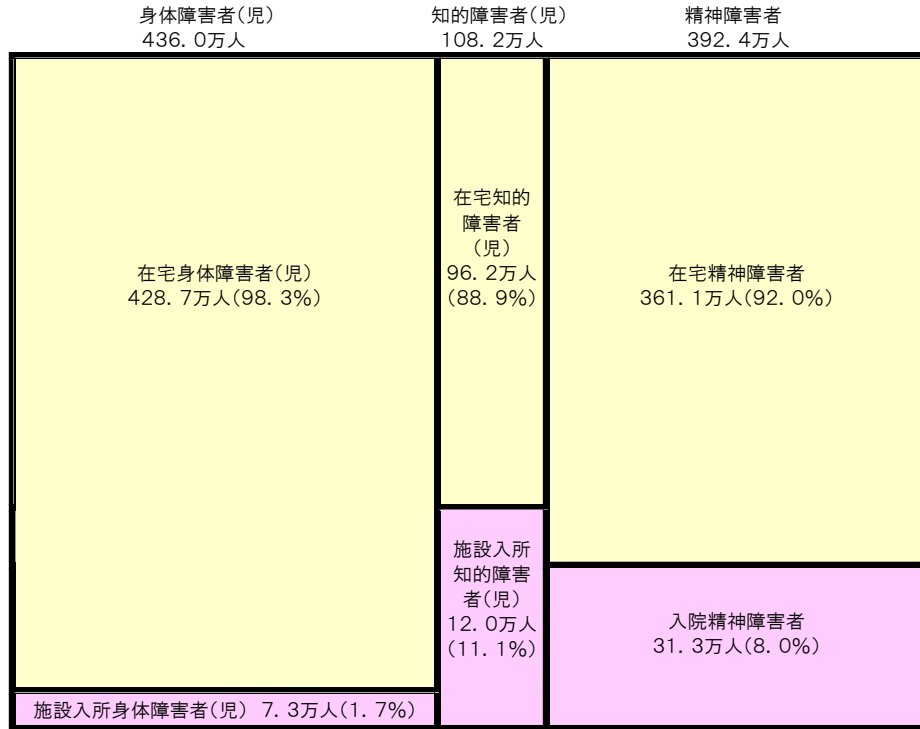 身体障害者(児)
436.0万人
知的障害者(児)
108.2万人
精神障害者
392.4万人
在宅身体障害者(児)
428.7万人(98.3%)
在宅知的
障害者
(児)
96.2万人
(88.9%)
在宅精神障害者
361.1万人(92.0%)
施設入所
知的障害
者(児)
12.0万人
(11.1%)
入院精神障害者
31.3万人(8.0%)
施設入所身体障害者(児) 7.3万人(1.7%)